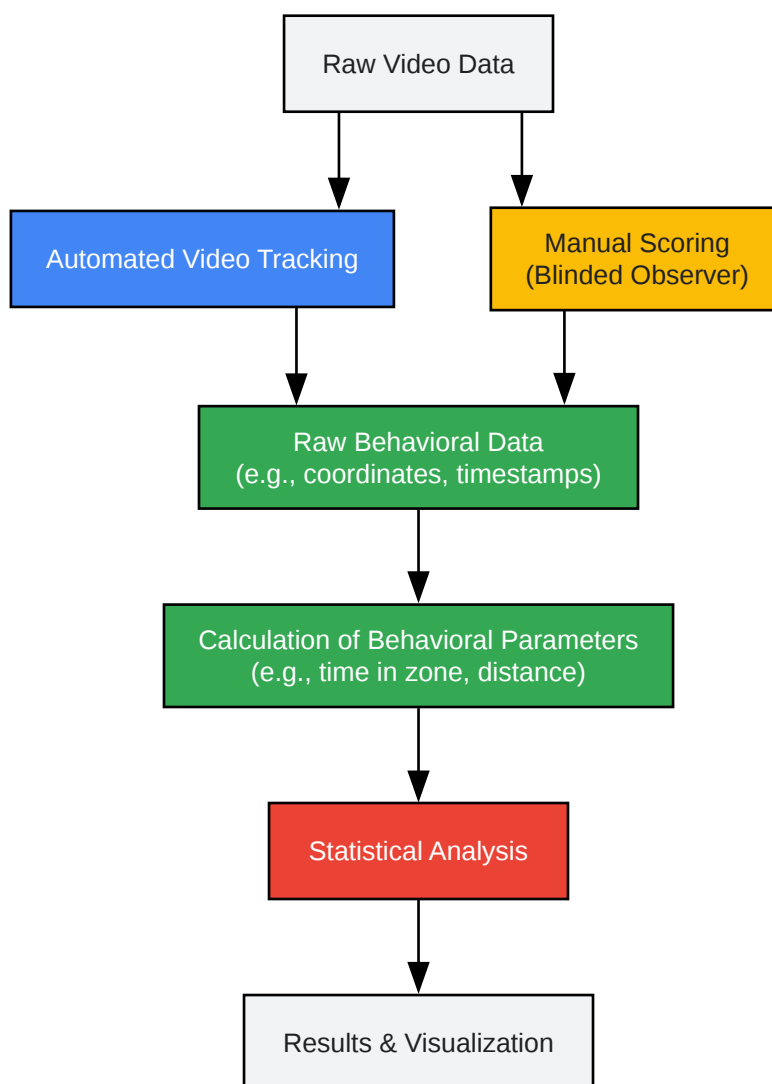 Raw Video Data
Automated Video Tracking
Manual Scoring
(Blinded Observer)
Raw Behavioral Data
(e.g., coordinates, timestamps)
Calculation of Behavioral Parameters
(e.g., time in zone, distance)
Statistical Analysis
Results & Visualization